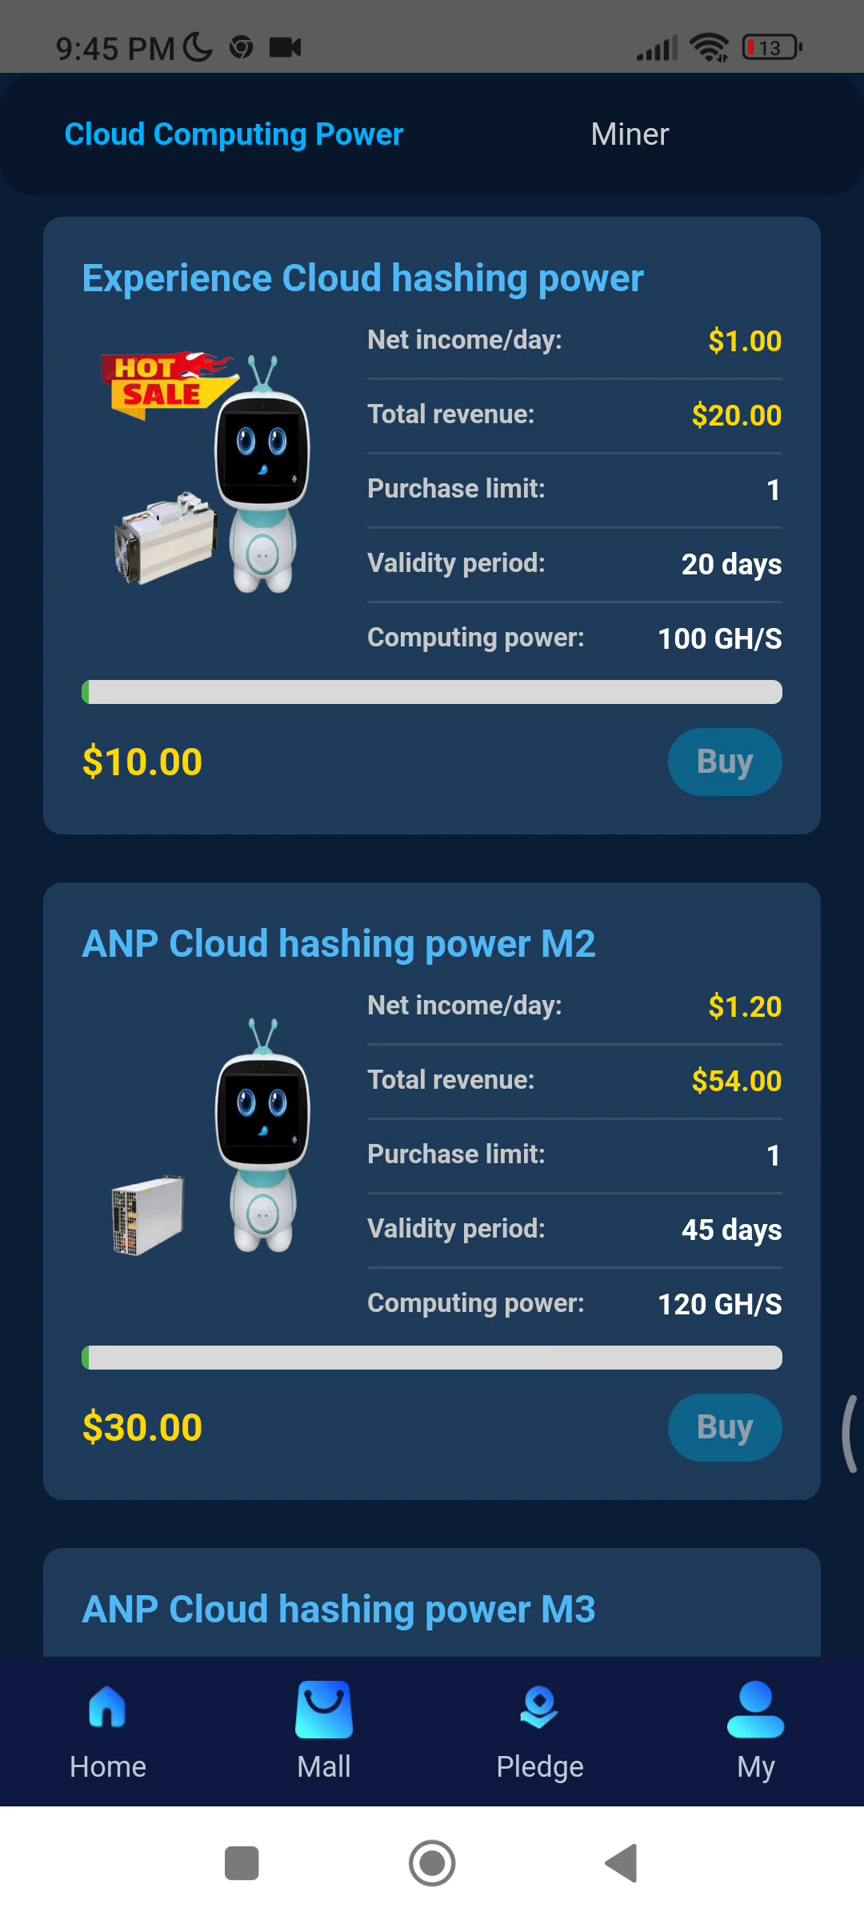 9:45 PM
13
Cloud Computing Power
Miner
Experience Cloud hashing power
HOT
SALE
Net income/day: $1.00
Total revenue: $20.00
Purchase limit: 1
Validity period: 20 days
Computing power: 100 GH/S
$10.00
Buy
ANP Cloud hashing power M2
Net income/day: $1.20
Total revenue: $54.00
Purchase limit: 1
Validity period: 45 days
Computing power: 120 GH/S
$30.00
Buy
ANP Cloud hashing power M3
Home
Mall
Pledge
My